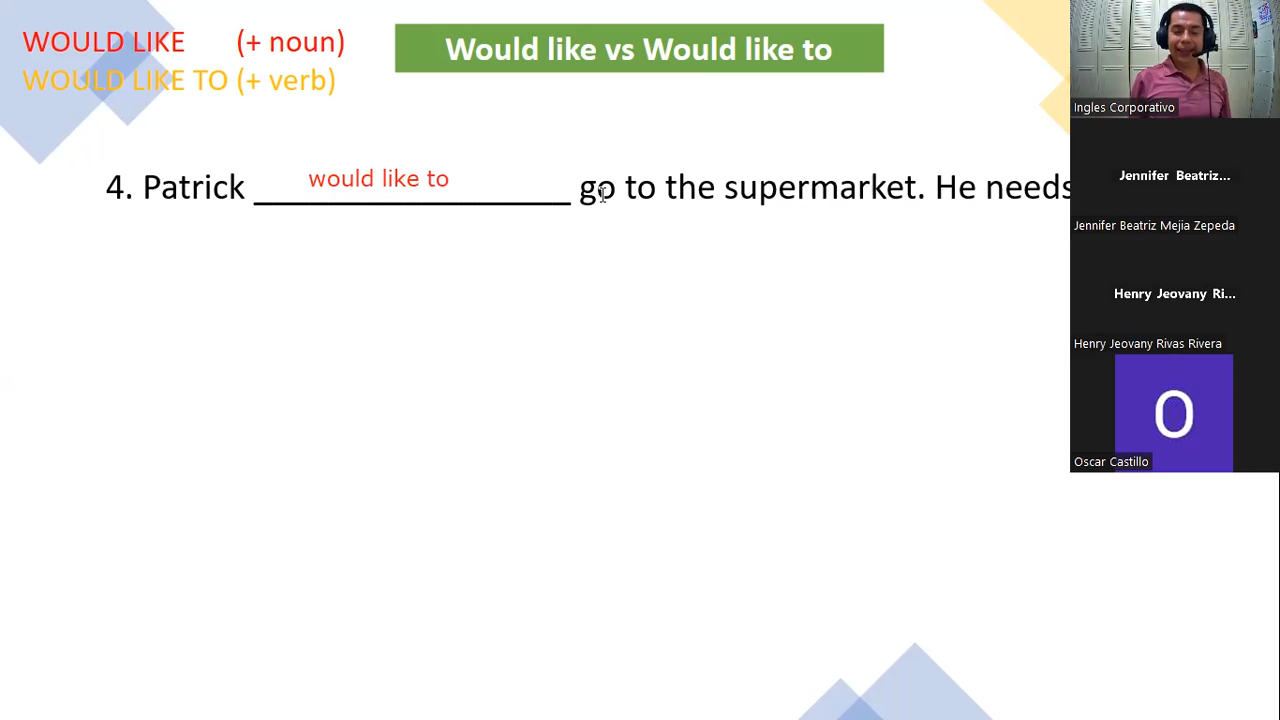 WOULD LIKE (+ noun)
WOULD LIKE TO (+ verb)
Would like vs Would like to
4. Patrick would like to go to the supermarket. He needs
Ingles Corporativo
Jennifer Beatriz...
Jennifer Beatriz Mejia Zepeda
Henry Jeovany Ri...
Henry Jeovany Rivas Rivera
O
Oscar Castillo